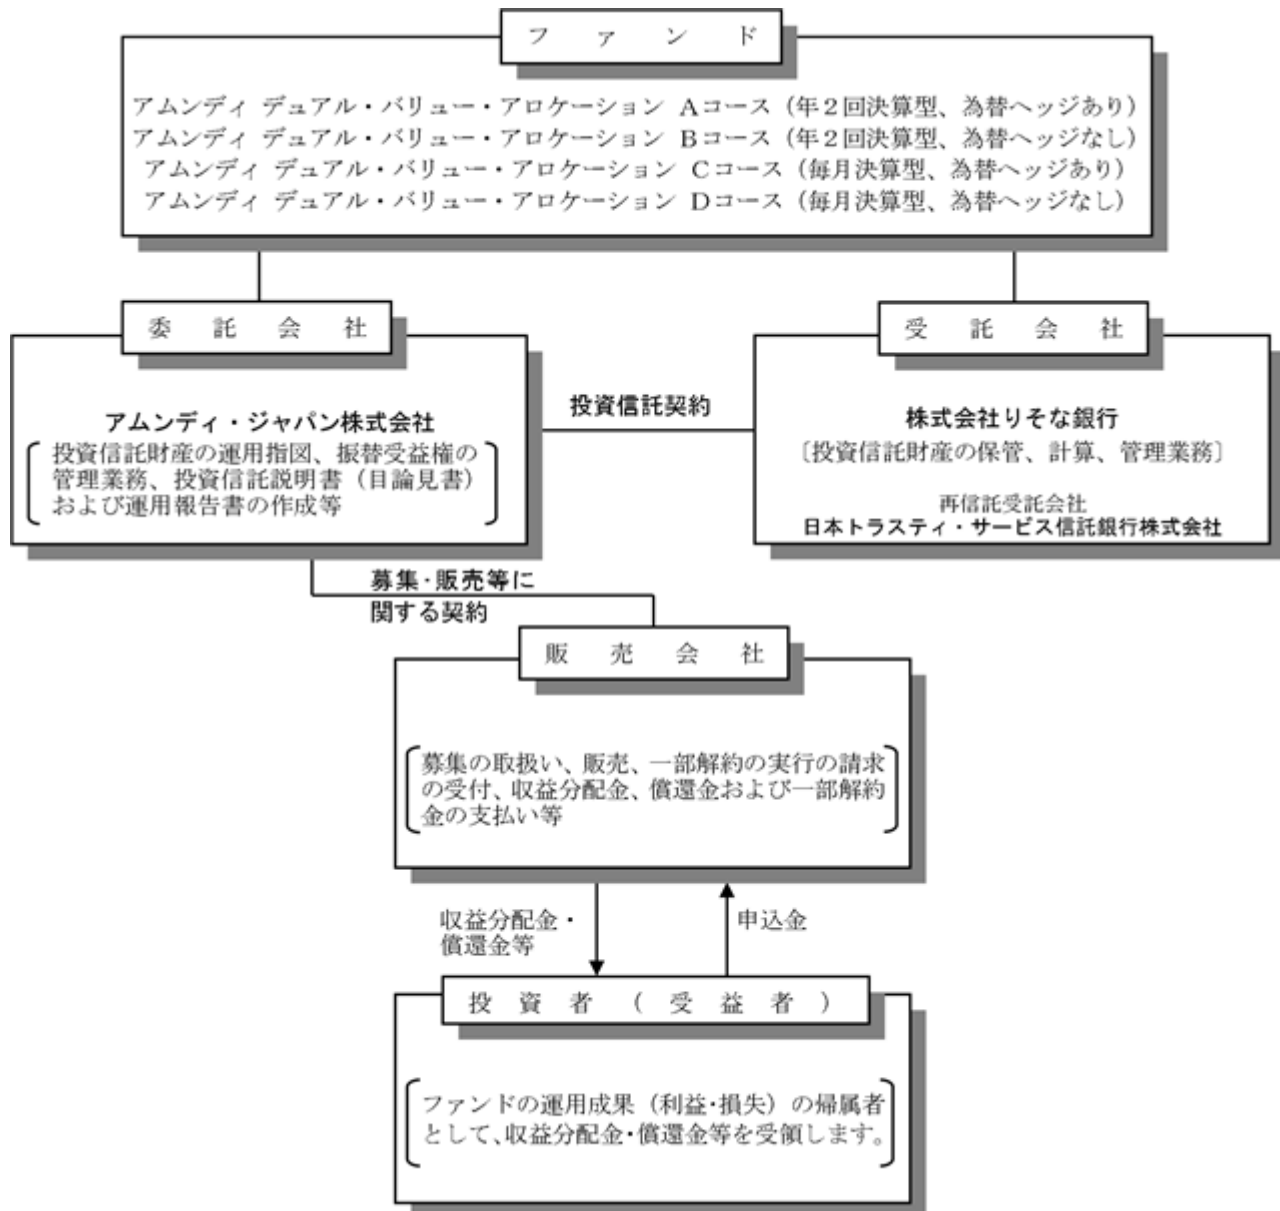 ファンド
アムンディ デュアル・バリュー・アロケーション Aコース（年２回決算型、為替ヘッジあり）
アムンディ デュアル・バリュー・アロケーション Bコース（年２回決算型、為替ヘッジなし）
アムンディ デュアル・バリュー・アロケーション Cコース（毎月決算型、為替ヘッジあり）
アムンディ デュアル・バリュー・アロケーション Dコース（毎月決算型、為替ヘッジなし）
委託会社
アムンディ・ジャパン株式会社
投資信託財産の運用指図、振替受益権の
管理業務、投資信託説明書（目論見書）
および運用報告書の作成等
投資信託契約
受託会社
株式会社りそな銀行
〔投資信託財産の保管、計算、管理業務〕
再信託受託会社
日本トラスティ・サービス信託銀行株式会社
募集・販売等に
関する契約
販売会社
募集の取扱い、販売、一部解約の実行の請求
の受付、収益分配金、償還金および一部解約
金の支払い等
収益分配金・
償還金等
申込金
投資者（受益者）
ファンドの運用成果（利益・損失）の帰属者
として、収益分配金・償還金等を受領します。